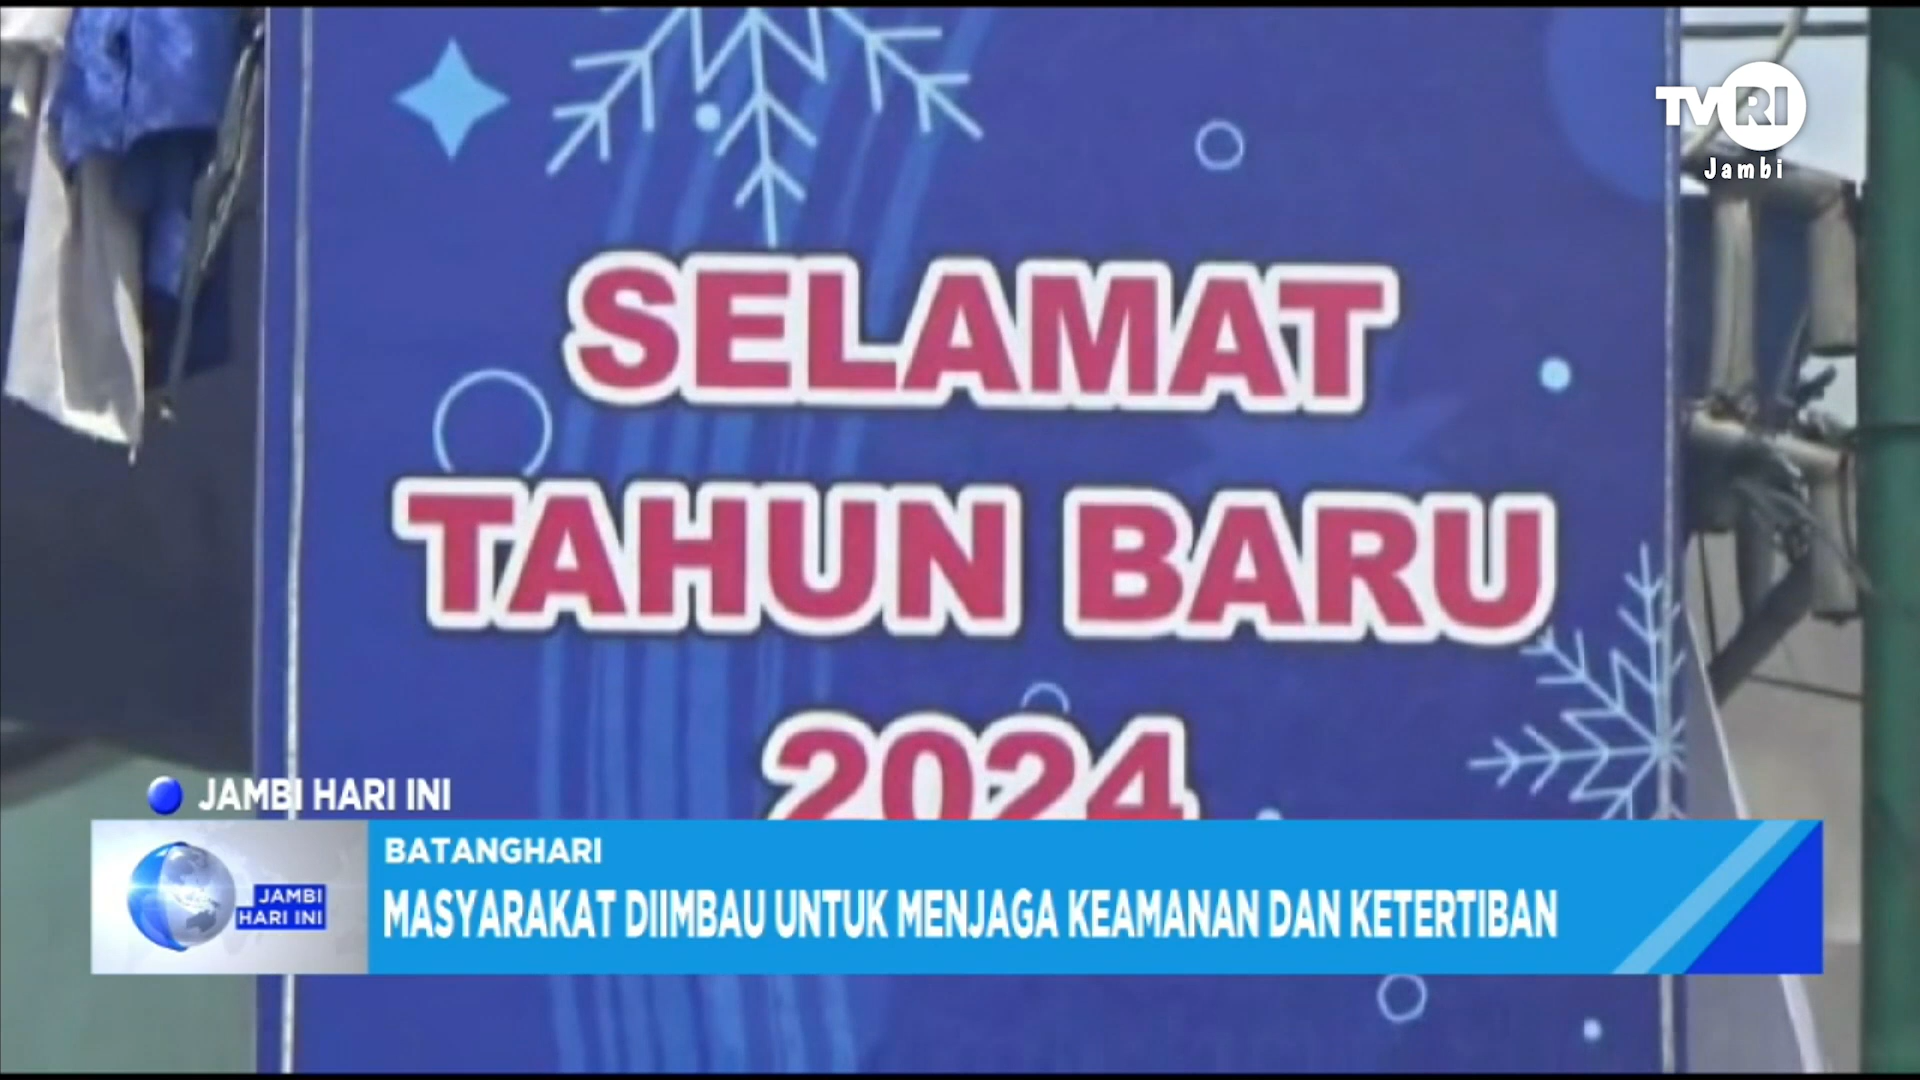 TVRI
Jambi
SELAMAT
TAHUN BARU
2024
JAMBI HARI INI
BATANGHARI
JAMBI
HARI INI
MASYARAKAT DIIMBAU UNTUK MENJAGA KEAMANAN DAN KETERTIBAN